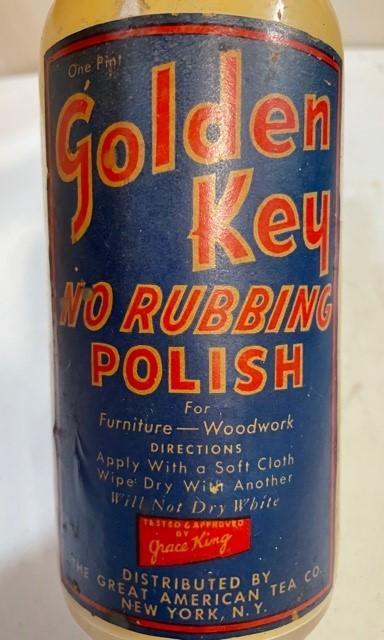 One Pint
Golden
Key
NO RUBBING
POLISH
For
Furniture — Woodwork
DIRECTIONS
Apply With a Soft Cloth
Wipe Dry With Another
Will Not Dry White
TESTED & APPROVED
BY
Grace King
DISTRIBUTED BY
THE GREAT AMERICAN TEA CO.
NEW YORK, N.Y.